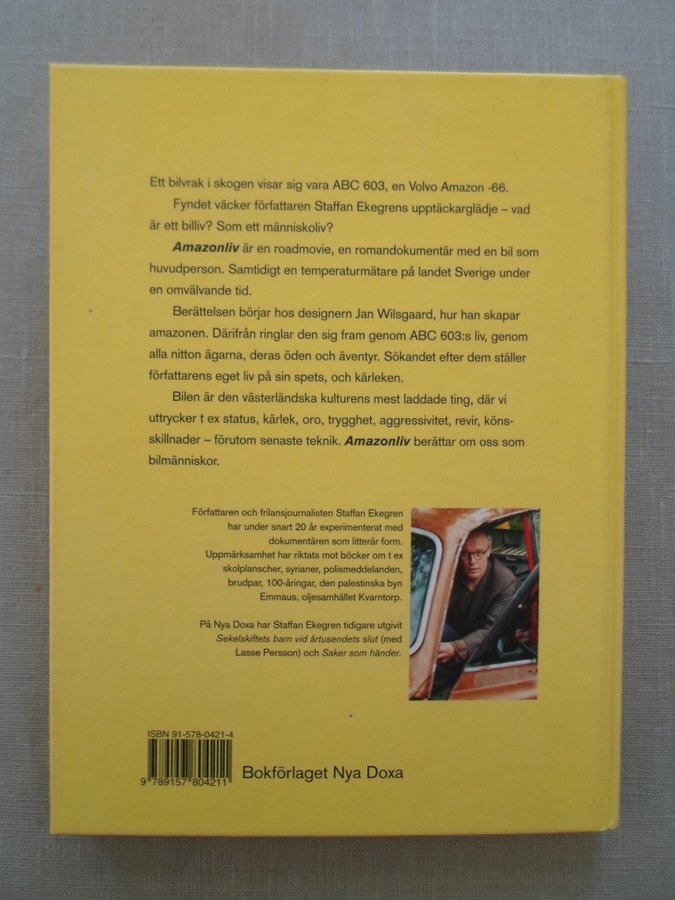 Ett bilvrak i skogen visar sig vara ABC 603, en Volvo Amazon -66.
Fyndet väcker författaren Staffan Ekegrens upptäckarglädje – vad
är ett billiv? Som ett människoliv?
Amazonliv är en roadmovie, en romandokumentär med en bil som
huvudperson. Samtidigt en temperaturmätare på landet Sverige under
en omvälvande tid.
Berättelsen börjar hos designern Jan Wilsgaard, hur han skapar
amazonen. Därifrån ringlar den sig fram genom ABC 603:s liv, genom
alla nitton ägarna, deras öden och äventyr. Sökandet efter dem ställer
författarens eget liv på sin spets, och kärleken.
Bilen är den västerländska kulturens mest laddade ting, där vi
uttrycker t ex status, kärlek, oro, trygghet, aggressivitet, revir, köns-
skillnader – förutom senaste teknik. Amazonliv berättar om oss som
bilmänniskor.
Författaren och frilansjournalisten Staffan Ekegren
har under snart 20 år experimenterat med
dokumentären som litterär form.
Uppmärksamhet har riktats mot böcker om t ex
skolplanscher, syrianer, polismeddelanden,
brudpar, 100-åringar, den palestinska byn
Emmaus, oljesamhället Kvarntorp.
På Nya Doxa har Staffan Ekegren tidigare utgivit
Sekelskiftets barn vid årtusendets slut (med
Lasse Persson) och Saker som händer.
ISBN 91-578-0421-4
9 789157 804211
Bokförlaget Nya Doxa